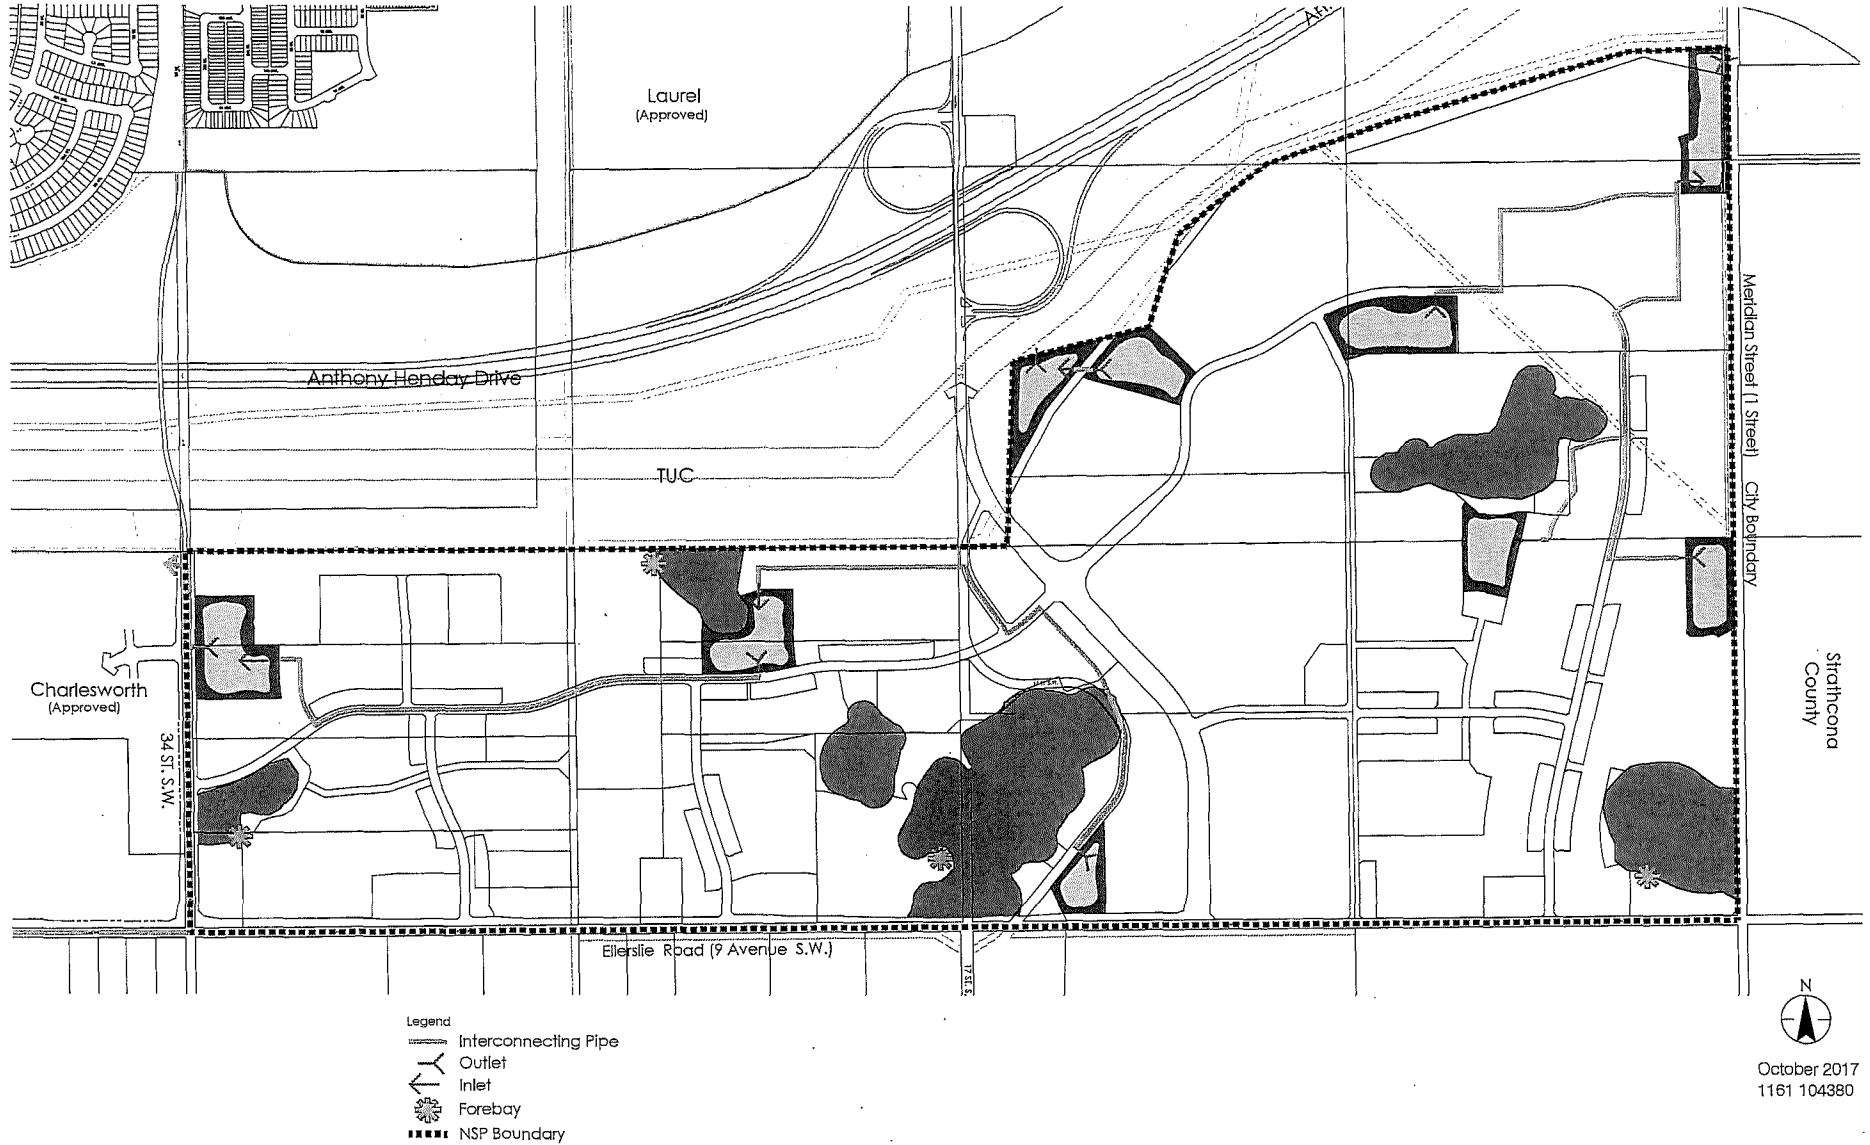 Laurel
(Approved)
Anthony Henday Drive
TUC
Meridian Street (1 Street) City Boundary
Strathcona
County
Charlesworth
(Approved)
34 ST. S.W.
Ellerslie Road (9 Avenue S.W.)
17 ST. S.
N
October 2017
1161 104380
Legend
Interconnecting Pipe
Outlet
Inlet
Forebay
NSP Boundary